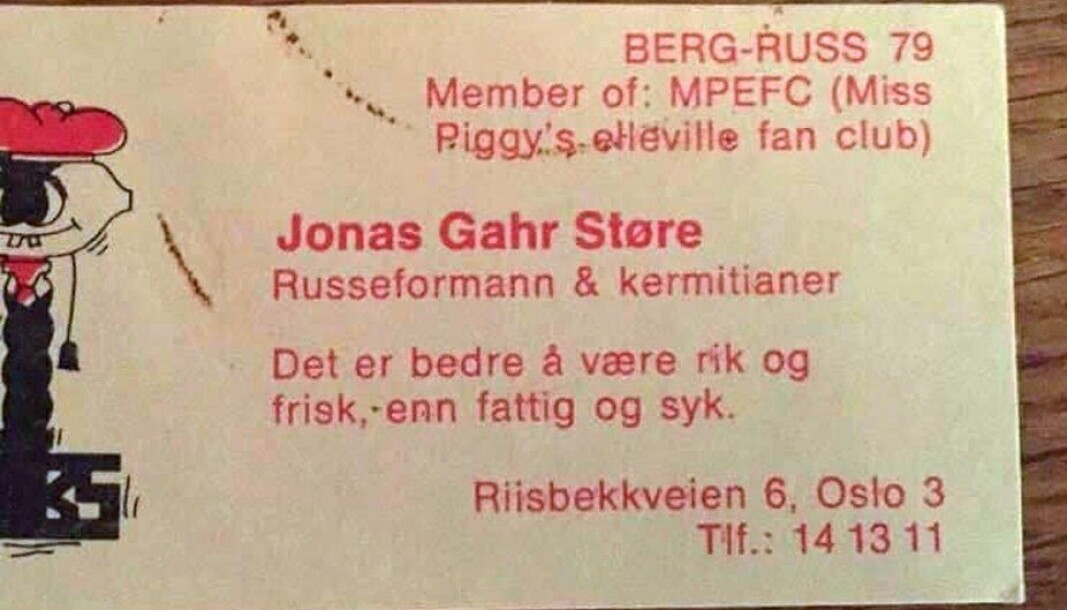 BERG-RUSS 79
Member of: MPEFC (Miss
Piggy's elleville fan club)
Jonas Gahr Støre
Russeformann & kermitianer
Det er bedre å være rik og
frisk, enn fattig og syk.
Riisbekkveien 6, Oslo 3
Tlf.: 14 13 11
KS